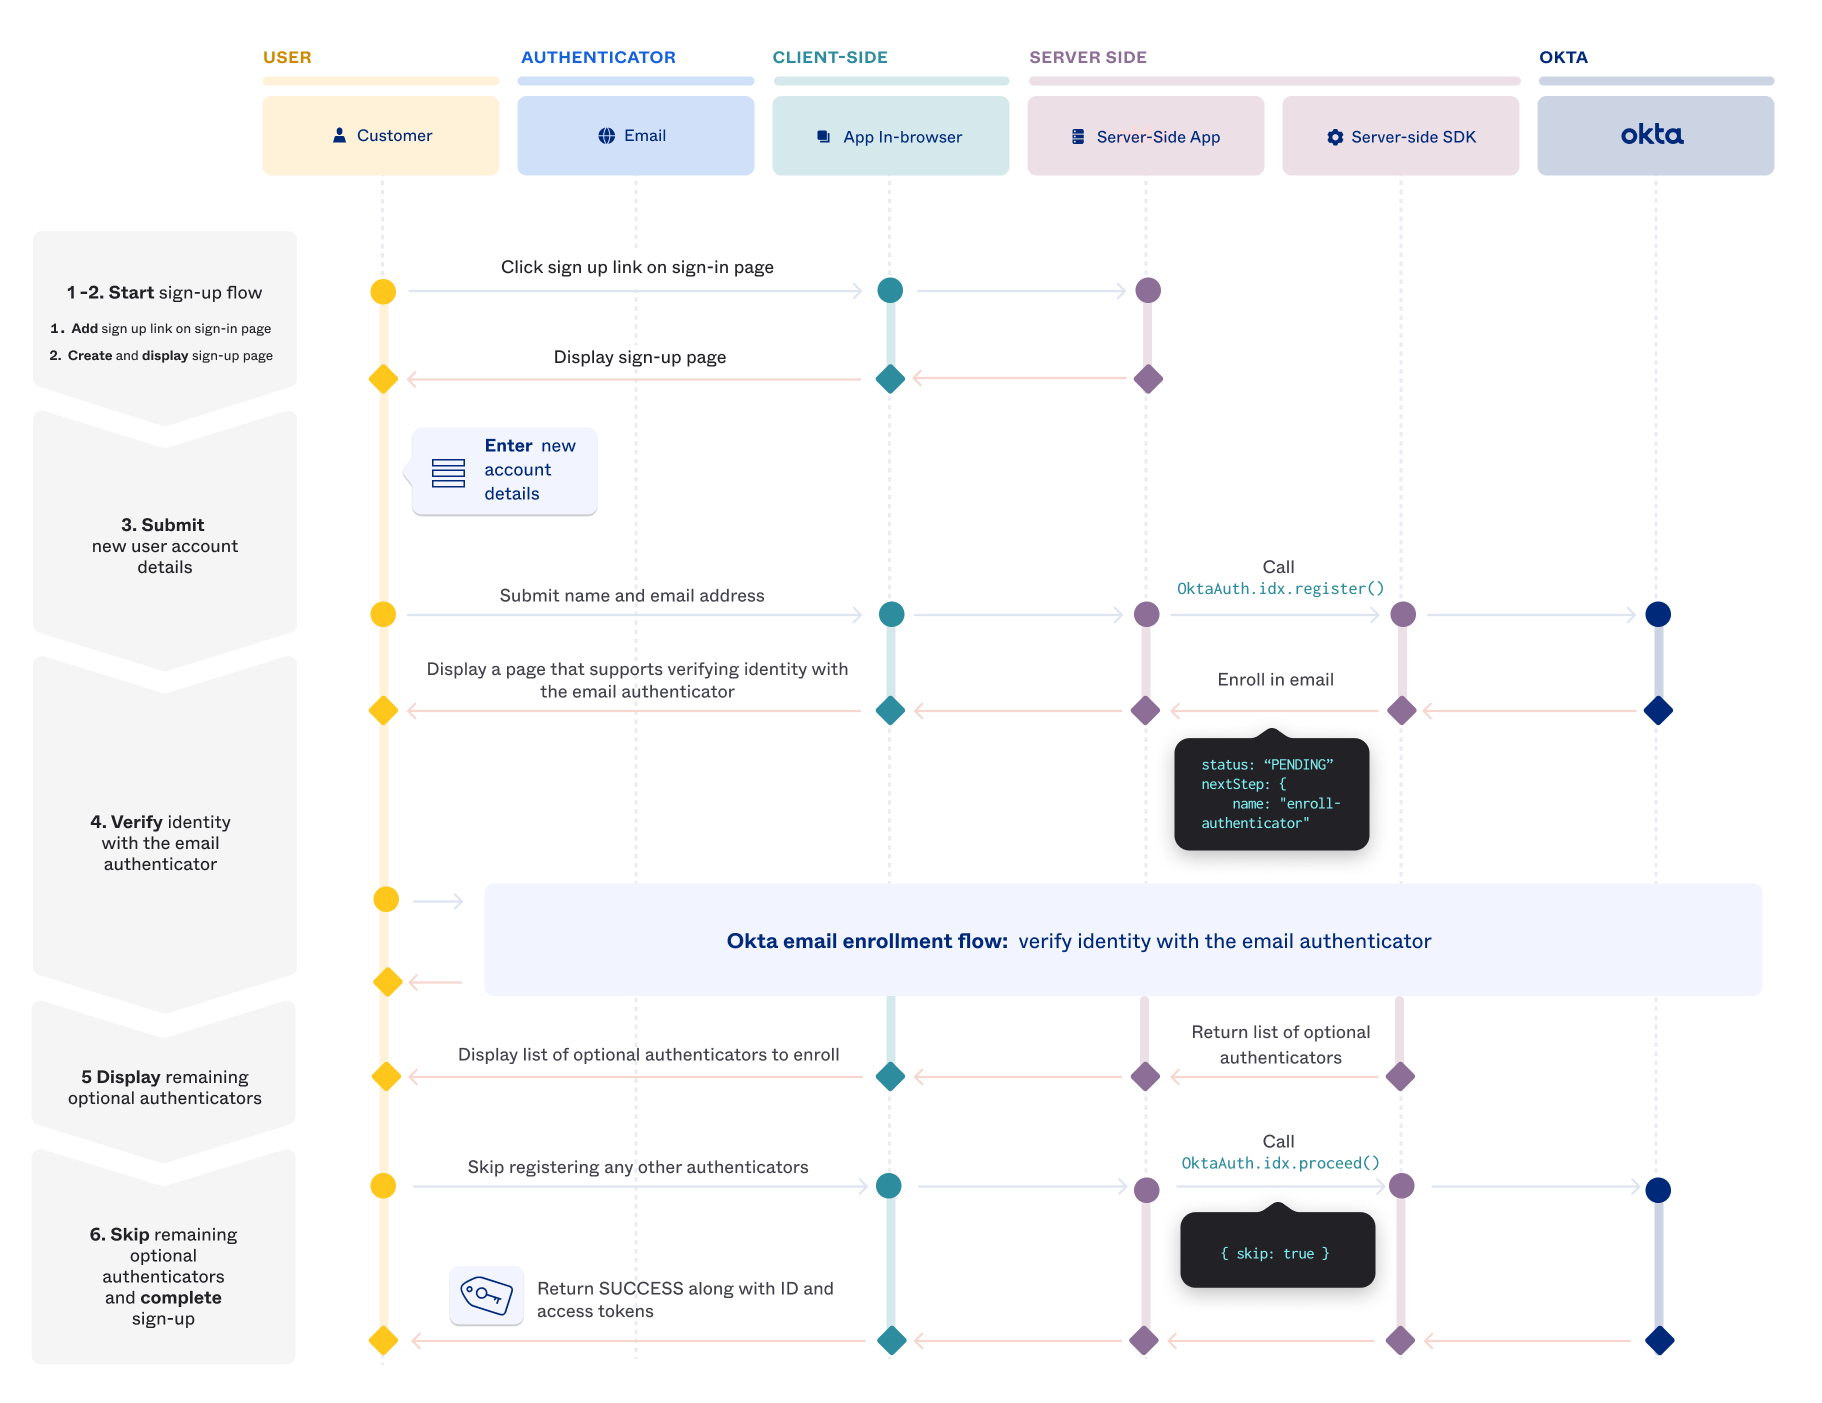 USER
AUTHENTICATOR
CLIENT-SIDE
SERVER SIDE
OKTA
Customer
Email
App In-browser
Server-Side App
Server-side SDK
okta
1-2. Start sign-up flow
1. Add sign up link on sign-in page
2. Create and display sign-up page
Click sign up link on sign-in page
Display sign-up page
Enter new
account
details
3. Submit
new user account
details
Submit name and email address
Call
OktaAuth.idx.register()
Display a page that supports verifying identity with
the email authenticator
Enroll in email
status: “PENDING”
nextStep: {
name: "enroll-
authenticator"
4. Verify identity
with the email
authenticator
Okta email enrollment flow: verify identity with the email authenticator
5 Display remaining
optional authenticators
Display list of optional authenticators to enroll
Return list of optional
authenticators
Skip registering any other authenticators
Call
OktaAuth.idx.proceed()
{ skip: true }
6. Skip remaining
optional
authenticators
and complete
sign-up
Return SUCCESS along with ID and
access tokens